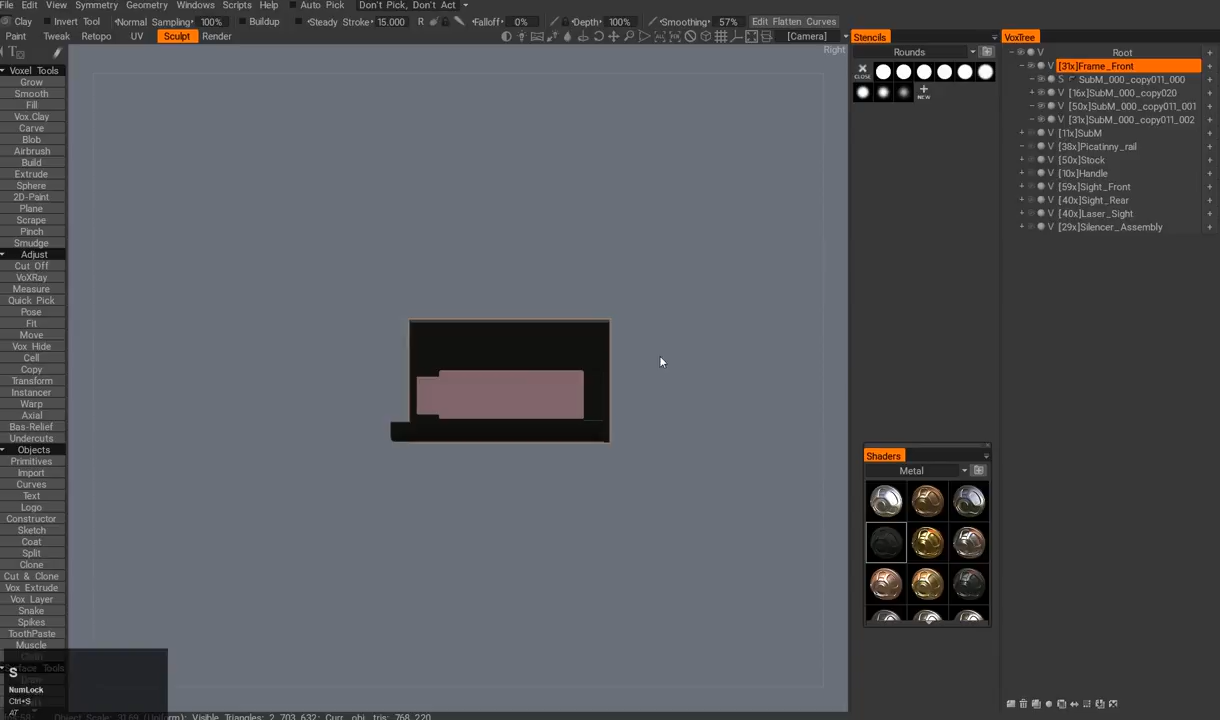 File Edit View Symmetry Geometry Windows Scripts Help Auto Pick Don't Pick, Don't Act
Clay Invert Tool Normal Sampling: 100% Buildup Steady Stroke: 15.000 R Falloff: 0% Depth: 100% Smoothing: 57% Edit Flatten Curves
Paint Tweak Retopo UV Sculpt Render [Camera]
Right
Voxel Tools
Grow
Smooth
Fill
Vox.Clay
Carve
Blob
Airbrush
Build
Extrude
Sphere
2D-Paint
Plane
Scrape
Pinch
Smudge
Adjust
Cut Off
VoXRay
Measure
Quick Pick
Pose
Fit
Move
Vox Hide
Cell
Copy
Transform
Instancer
Warp
Axial
Bas-Relief
Undercuts
Objects
Primitives
Import
Curves
Text
Logo
Constructor
Sketch
Coat
Split
Clone
Cut & Clone
Vox Extrude
Vox Layer
Snake
Spikes
ToothPaste
Muscle
Surface Tools
S
NumLock
Ctrl+S
Stencils
Rounds
CLOSE
NEW
Shaders
Metal
VoxTree
V Root
V [31x]Frame_Front +
S SubM_000_copy011_000 +
V [16x]SubM_000_copy020 +
V [50x]SubM_000_copy011_001 +
V [31x]SubM_000_copy011_002 +
V [11x]SubM +
V [38x]Picatinny_rail +
V [50x]Stock +
V [10x]Handle +
V [59x]Sight_Front +
V [40x]Sight_Rear +
V [40x]Laser_Sight +
V [29x]Silencer_Assembly +
(Uniform); Visible Triangles: 2,703,632; Curr. obj. tris: 768,220